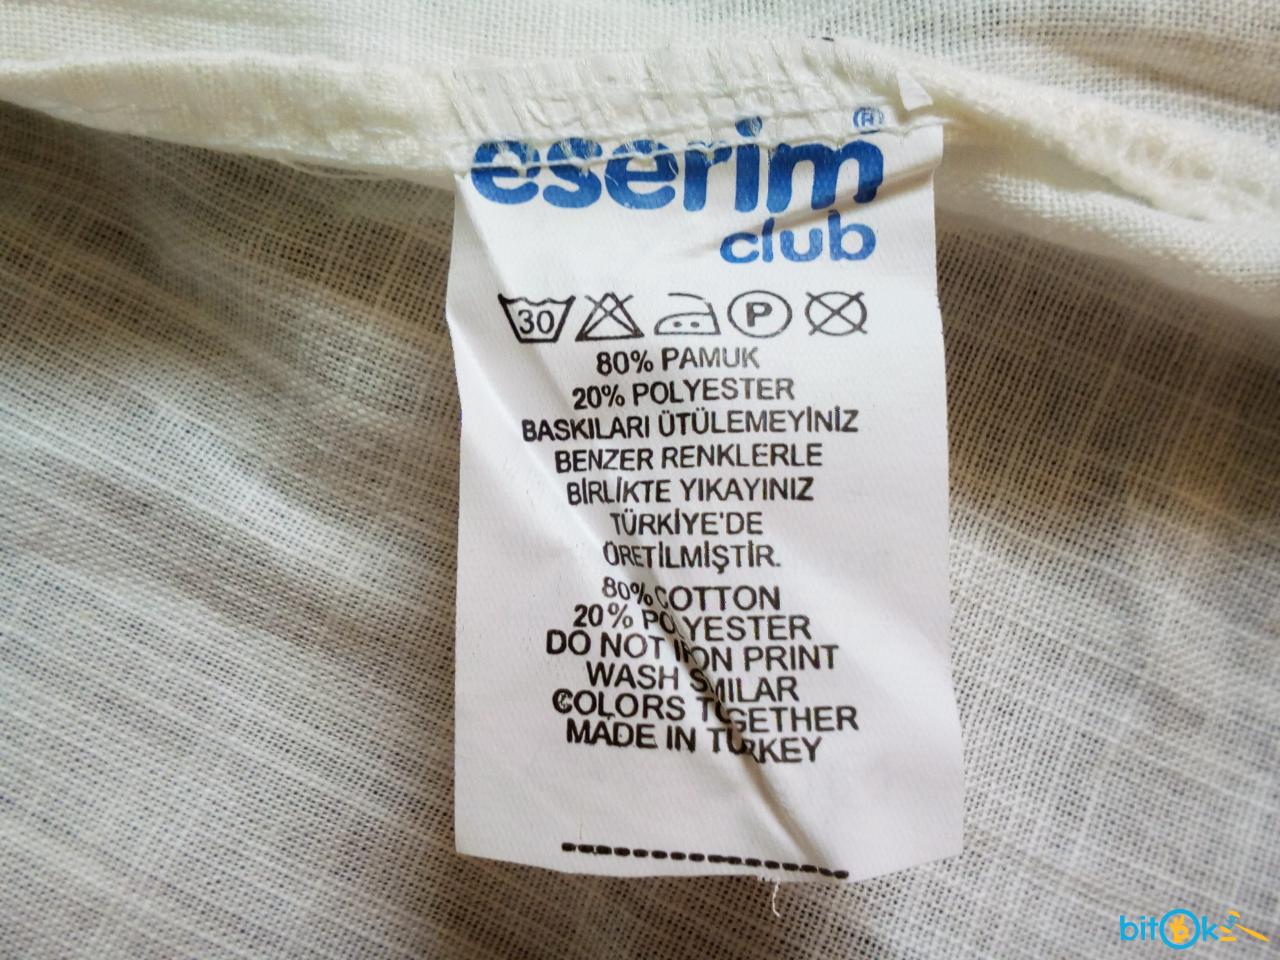 eserim®
club
30 P
80% PAMUK
20% POLYESTER
BASKILARI ÜTÜLEMEYİNİZ
BENZER RENKLERLE
BİRLİKTE YIKAYINIZ
TÜRKİYE'DE
ÜRETİLMİŞTİR.
80% COTTON
20% POLYESTER
DO NOT IRON PRINT
WASH SMILAR
COLORS TOGETHER
MADE IN TURKEY
bitok